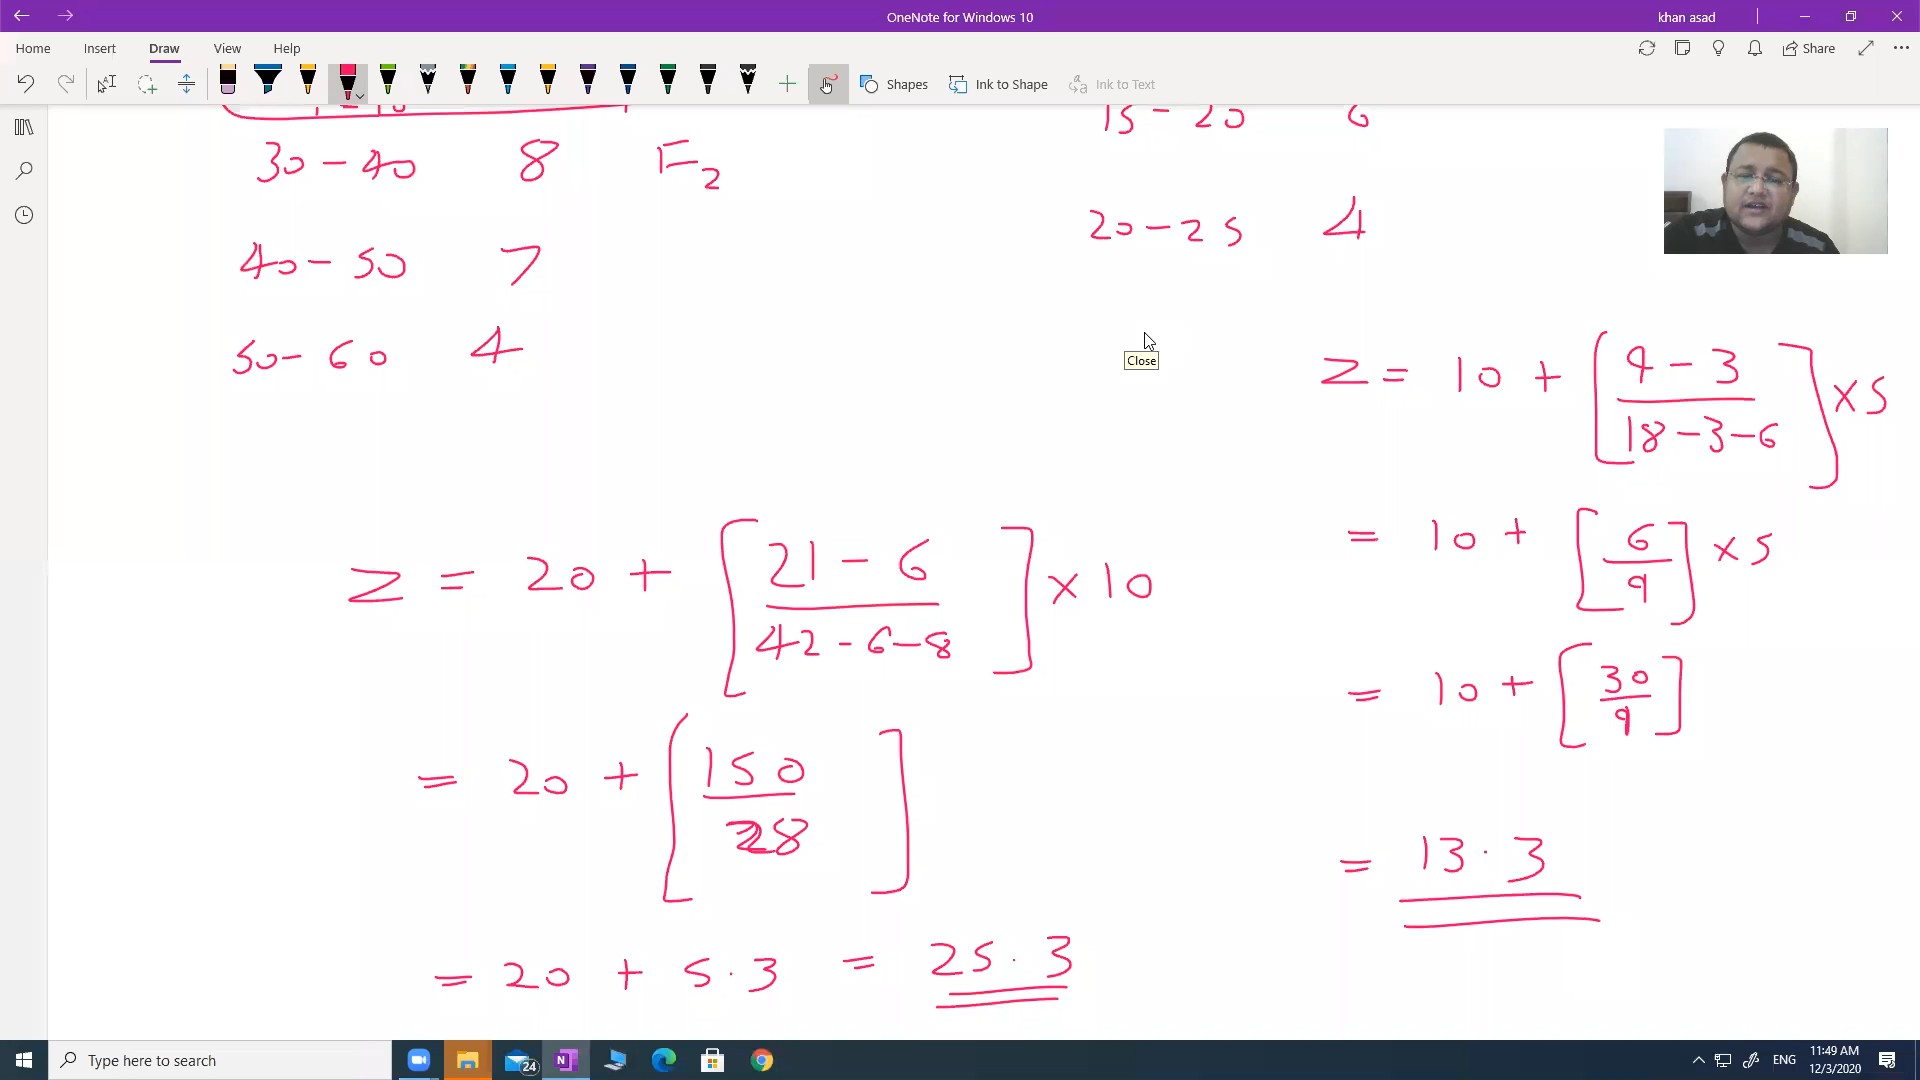 OneNote for Windows 10
khan asad
Home Insert Draw View Help
Share
Shapes
Ink to Shape
Ink to Text
30 - 40 8 F2
40 - 50 7
50 - 60 4
15 - 20 6
20 - 25 4
Close
Z = 20 + [21 - 6 / 42 - 6 - 8] × 10
= 20 + [150 / 28]
= 20 + 5.3 = 25.3
Z = 10 + [9 - 3 / 18 - 3 - 6] × 5
= 10 + [6 / 9] × 5
= 10 + [30 / 9]
= 13.3
Type here to search
24
ENG
11:49 AM
12/3/2020